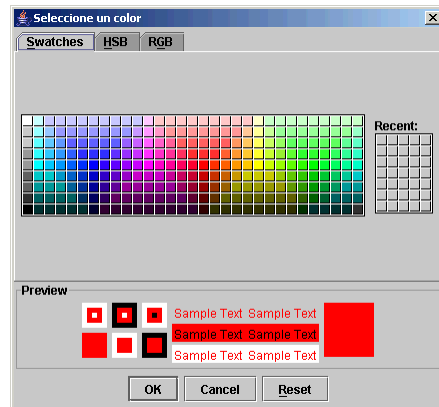 Seleccione un color
Swatches HSB RGB
Recent:
Preview
Sample Text Sample Text
Sample Text Sample Text
Sample Text Sample Text
OK Cancel Reset